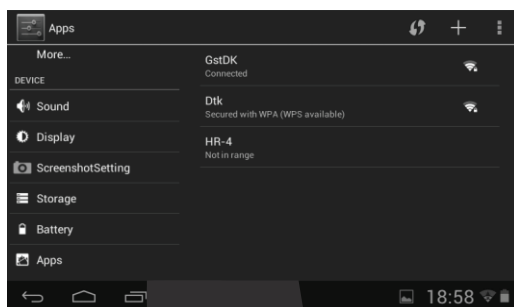 Apps
More...
DEVICE
Sound
Display
ScreenshotSetting
Storage
Battery
Apps
GstDK
Connected
Dtk
Secured with WPA (WPS available)
HR-4
Not in range
18:58